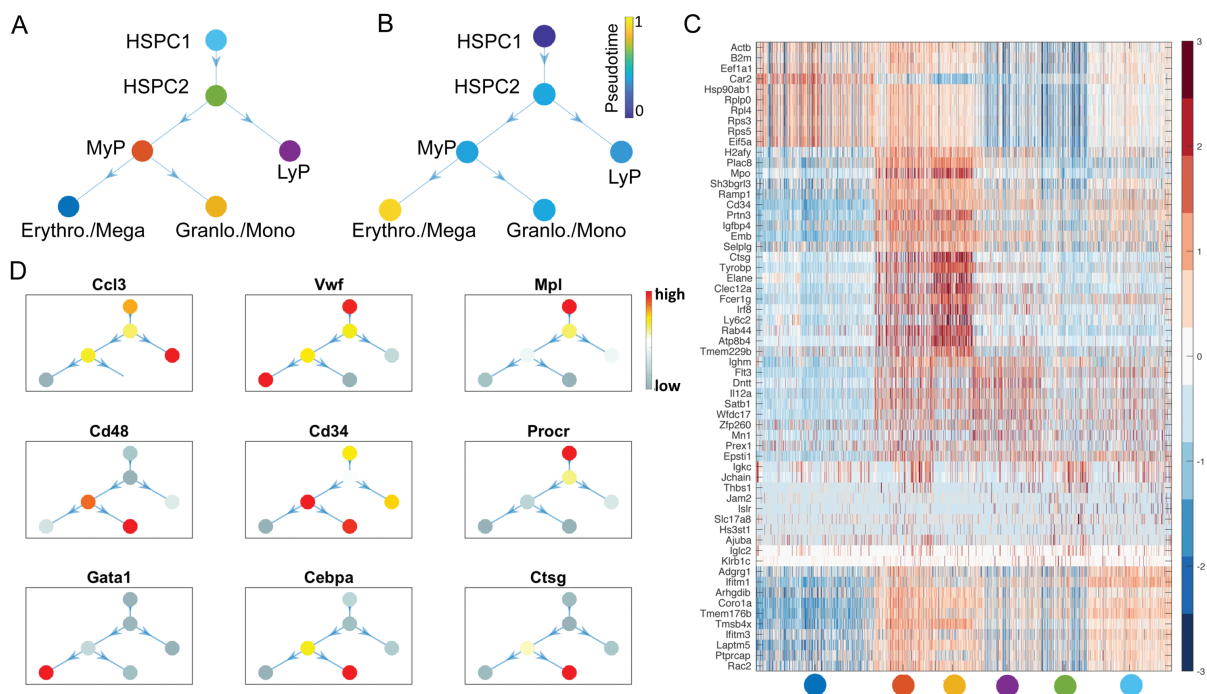 A
HSPC1
HSPC2
MyP
LyP
Erythro./Mega
Granlo./Mono
B
HSPC1
HSPC2
MyP
LyP
Erythro./Mega
Granlo./Mono
Pseudotime
1
0
C
Actb
B2m
Eef1a1
Car2
Hsp90ab1
Rplp0
Rpl4
Rps3
Rps5
Eif5a
H2afy
Plac8
Mpo
Sh3bgrl3
Ramp1
Cd34
Prtn3
Igfbp4
Emb
Selplg
Ctsg
Tyrobp
Elane
Clec12a
Fcer1g
Irf8
Ly6c2
Rab44
Atp8b4
Tmem229b
Ighm
Flt3
Dntt
Il12a
Satb1
Wfdc17
Zfp260
Mn1
Prex1
Epsti1
Igkc
Jchain
Thbs1
Jam2
Islr
Slc17a8
Hs3st1
Ajuba
Iglc2
Klrb1c
Adgrg1
Ifitm1
Arhgdib
Coro1a
Tmem176b
Tmsb4x
Ifitm3
Laptm5
Ptprcap
Rac2
3
2
1
0
-1
-2
-3
D
Ccl3
Vwf
Mpl
high
low
Cd48
Cd34
Procr
Gata1
Cebpa
Ctsg